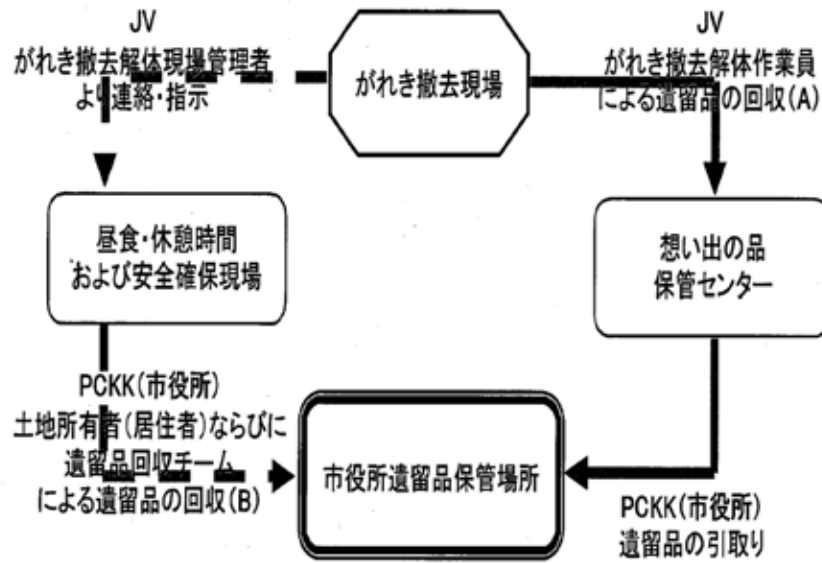 JV
がれき撤去解体現場管理者
より連絡・指示
がれき撤去現場
JV
がれき撤去解体作業員
による遺留品の回収(A)
昼食・休憩時間
および安全確保現場
想い出の品
保管センター
PCKK(市役所)
土地所有者(居住者)ならびに
遺留品回収チーム
による遺留品の回収(B)
市役所遺留品保管場所
PCKK(市役所)
遺留品の引取り